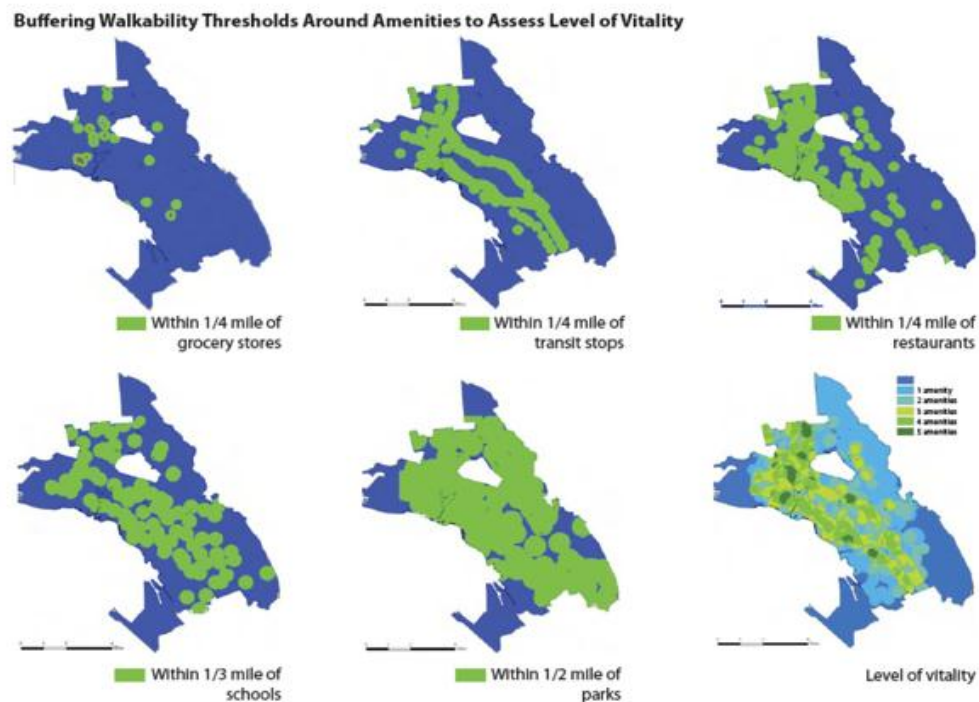 Buffering Walkability Thresholds Around Amenities to Assess Level of Vitality
Within 1/4 mile of
grocery stores
Within 1/4 mile of
transit stops
Within 1/4 mile of
restaurants
Within 1/3 mile of
schools
Within 1/2 mile of
parks
1 amenity
2 amenities
3 amenities
4 amenities
5 amenities
Level of vitality